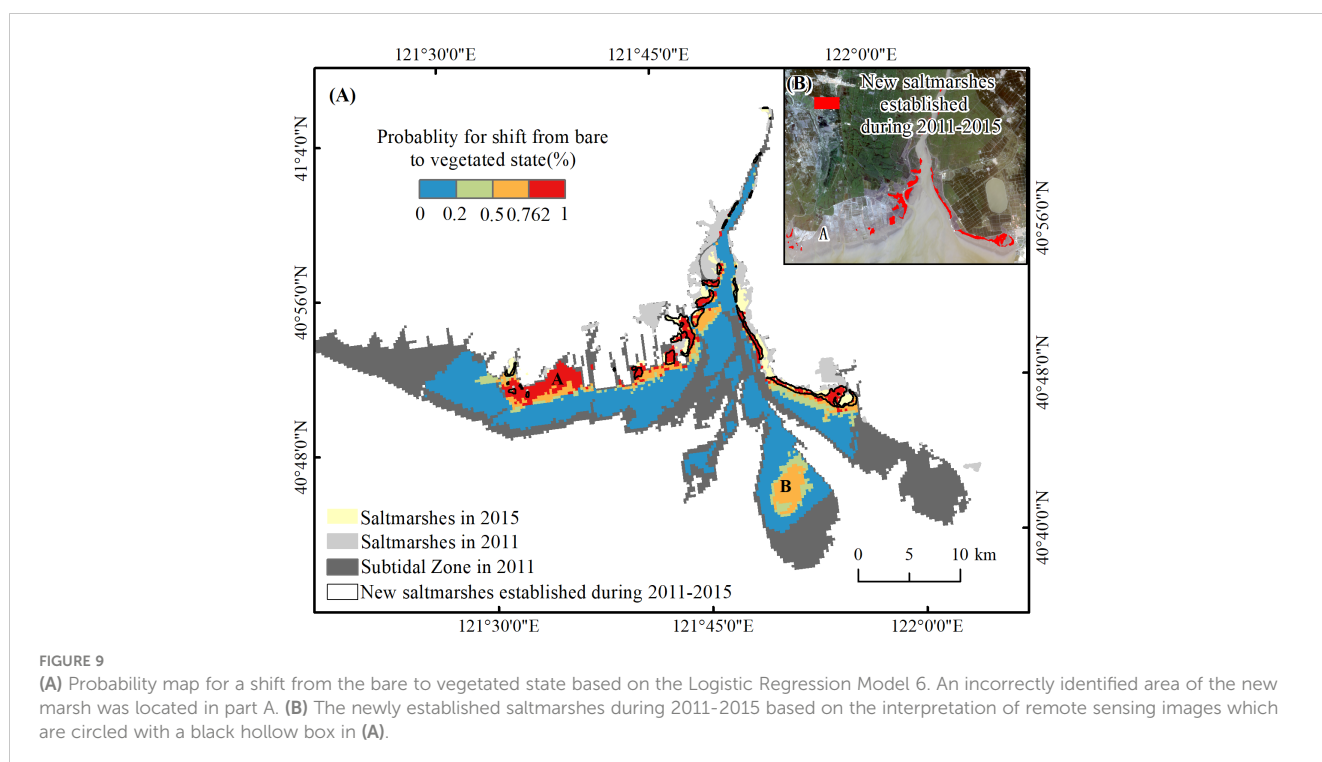 121°30'0"E 121°45'0"E 122°0'0"E
(A)
Probablity for shift from bare
to vegetated state(%)
0 0.2 0.5 0.762 1
(B) New saltmarshes
established
during 2011-2015
A
41°4'0"N
40°56'0"N
40°48'0"N
40°56'0"N
40°48'0"N
40°40'0"N
A
B
Saltmarshes in 2015
Saltmarshes in 2011
Subtidal Zone in 2011
New saltmarshes established during 2011-2015
0 5 10 km
121°30'0"E 121°45'0"E 122°0'0"E
FIGURE 9
(A) Probability map for a shift from the bare to vegetated state based on the Logistic Regression Model 6. An incorrectly identified area of the new
marsh was located in part A. (B) The newly established saltmarshes during 2011-2015 based on the interpretation of remote sensing images which
are circled with a black hollow box in (A).